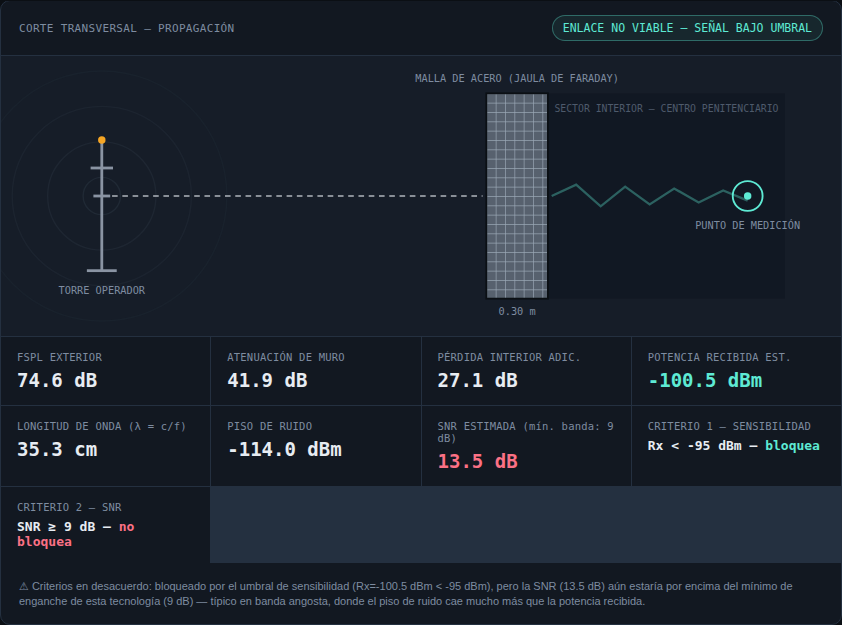 CORTE TRANSVERSAL — PROPAGACIÓN
ENLACE NO VIABLE — SEÑAL BAJO UMBRAL
MALLA DE ACERO (JAULA DE FARADAY)
SECTOR INTERIOR — CENTRO PENITENCIARIO
PUNTO DE MEDICIÓN
TORRE OPERADOR
0.30 m
FSPL EXTERIOR
74.6 dB
ATENUACIÓN DE MURO
41.9 dB
PÉRDIDA INTERIOR ADIC.
27.1 dB
POTENCIA RECIBIDA EST.
-100.5 dBm
LONGITUD DE ONDA (λ = c/f)
35.3 cm
PISO DE RUIDO
-114.0 dBm
SNR ESTIMADA (mín. banda: 9
dB)
13.5 dB
CRITERIO 1 — SENSIBILIDAD
Rx < -95 dBm — bloquea
CRITERIO 2 — SNR
SNR ≥ 9 dB — no
bloquea
⚠ Criterios en desacuerdo: bloqueado por el umbral de sensibilidad (Rx=-100.5 dBm < -95 dBm), pero la SNR (13.5 dB) aún estaría por encima del mínimo de
enganche de esta tecnología (9 dB) — típico en banda angosta, donde el piso de ruido cae mucho más que la potencia recibida.